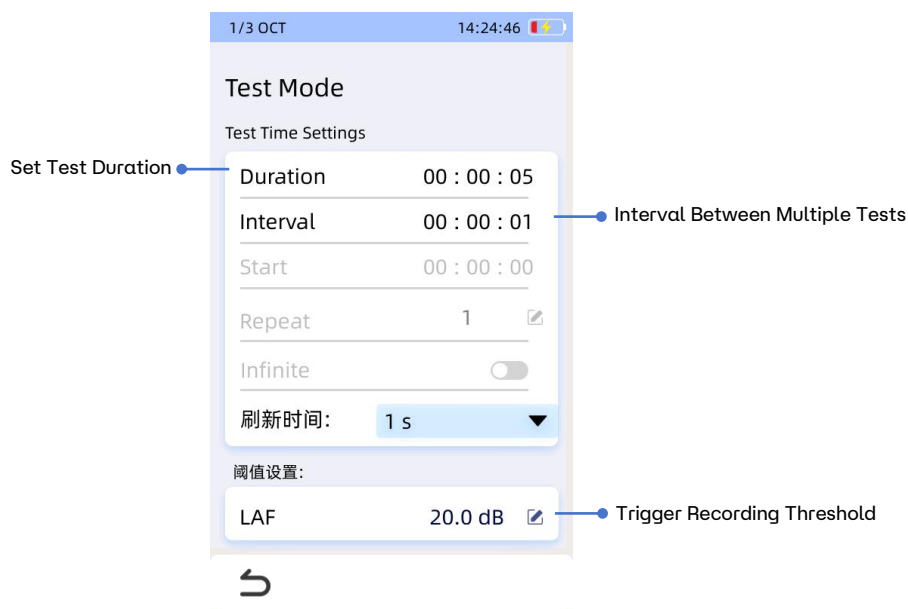 1/3 OCT 14:24:46
Test Mode
Test Time Settings
Set Test Duration
Duration 00 : 00 : 05
Interval 00 : 00 : 01
Interval Between Multiple Tests
Start 00 : 00 : 00
Repeat 1
Infinite
刷新时间: 1 s
阈值设置:
LAF 20.0 dB
Trigger Recording Threshold